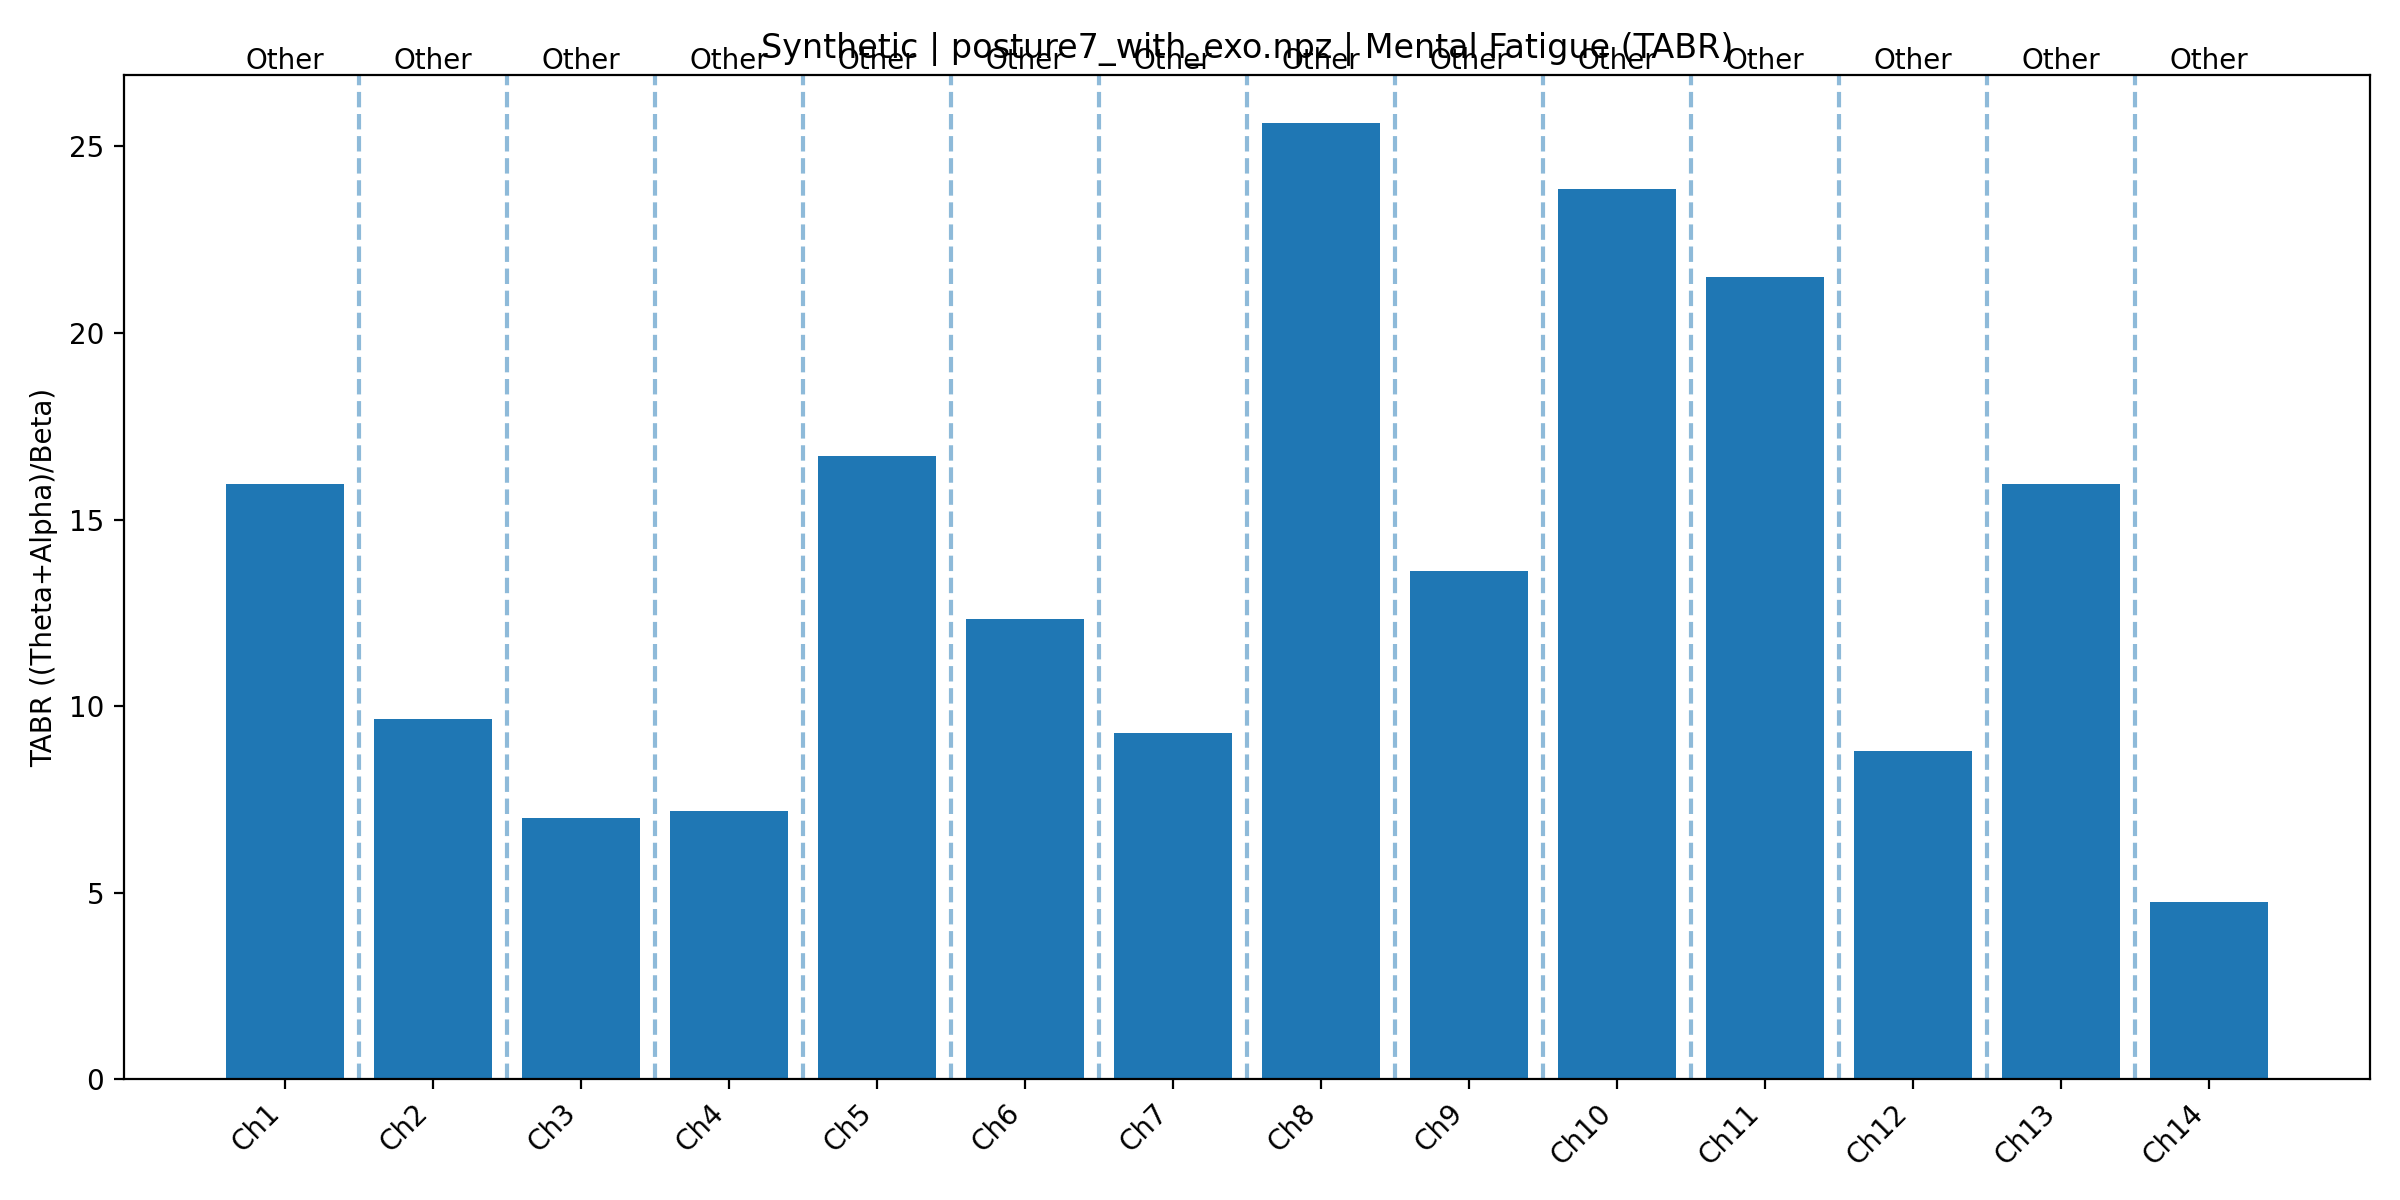 Synthetic | posture7_with_exo.npz | Mental Fatigue (TABR)
Other Other Other Other Other Other Other Other Other Other Other Other Other Other
TABR ((Theta+Alpha)/Beta)
25
20
15
10
5
0
Ch1 Ch2 Ch3 Ch4 Ch5 Ch6 Ch7 Ch8 Ch9 Ch10 Ch11 Ch12 Ch13 Ch14